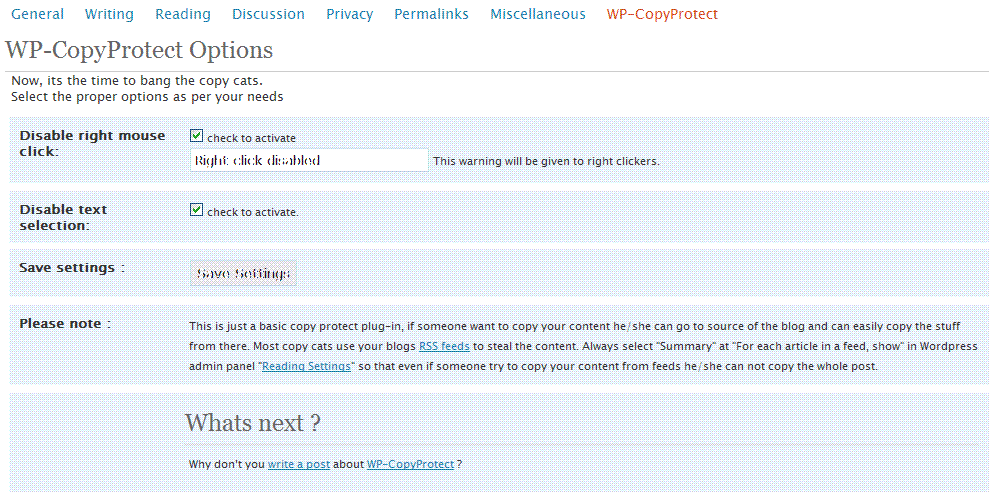 General Writing Reading Discussion Privacy Permalinks Miscellaneous WP-CopyProtect
WP-CopyProtect Options
Now, its the time to bang the copy cats.
Select the proper options as per your needs
Disable right mouse click:
check to activate
Right click disabled This warning will be given to right clickers.
Disable text selection:
check to activate.
Save settings :
Save Settings
Please note :
This is just a basic copy protect plug-in, if someone want to copy your content he/she can go to source of the blog and can easily copy the stuff
from there. Most copy cats use your blogs RSS feeds to steal the content. Always select "Summary" at "For each article in a feed, show" in Wordpress
admin panel "Reading Settings" so that even if someone try to copy your content from feeds he/she can not copy the whole post.
Whats next ?
Why don't you write a post about WP-CopyProtect ?